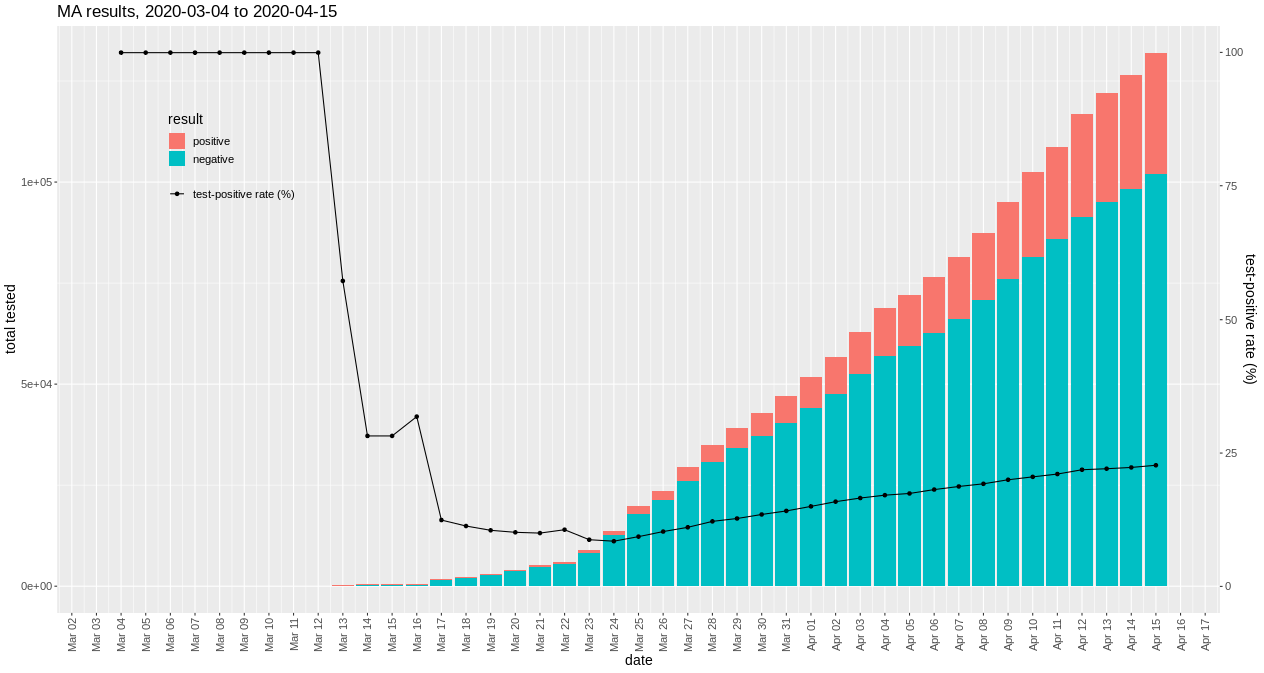 MA results, 2020-03-04 to 2020-04-15
result
positive
negative
test-positive rate (%)
total tested
1e+05
5e+04
0e+00
100
75
50
25
0
test-positive rate (%)
Mar 02 Mar 03 Mar 04 Mar 05 Mar 06 Mar 07 Mar 08 Mar 09 Mar 10 Mar 11 Mar 12 Mar 13 Mar 14 Mar 15 Mar 16 Mar 17 Mar 18 Mar 19 Mar 20 Mar 21 Mar 22 Mar 23 Mar 24 Mar 25 Mar 26 Mar 27 Mar 28 Mar 29 Mar 30 Mar 31 Apr 01 Apr 02 Apr 03 Apr 04 Apr 05 Apr 06 Apr 07 Apr 08 Apr 09 Apr 10 Apr 11 Apr 12 Apr 13 Apr 14 Apr 15 Apr 16 Apr 17
date